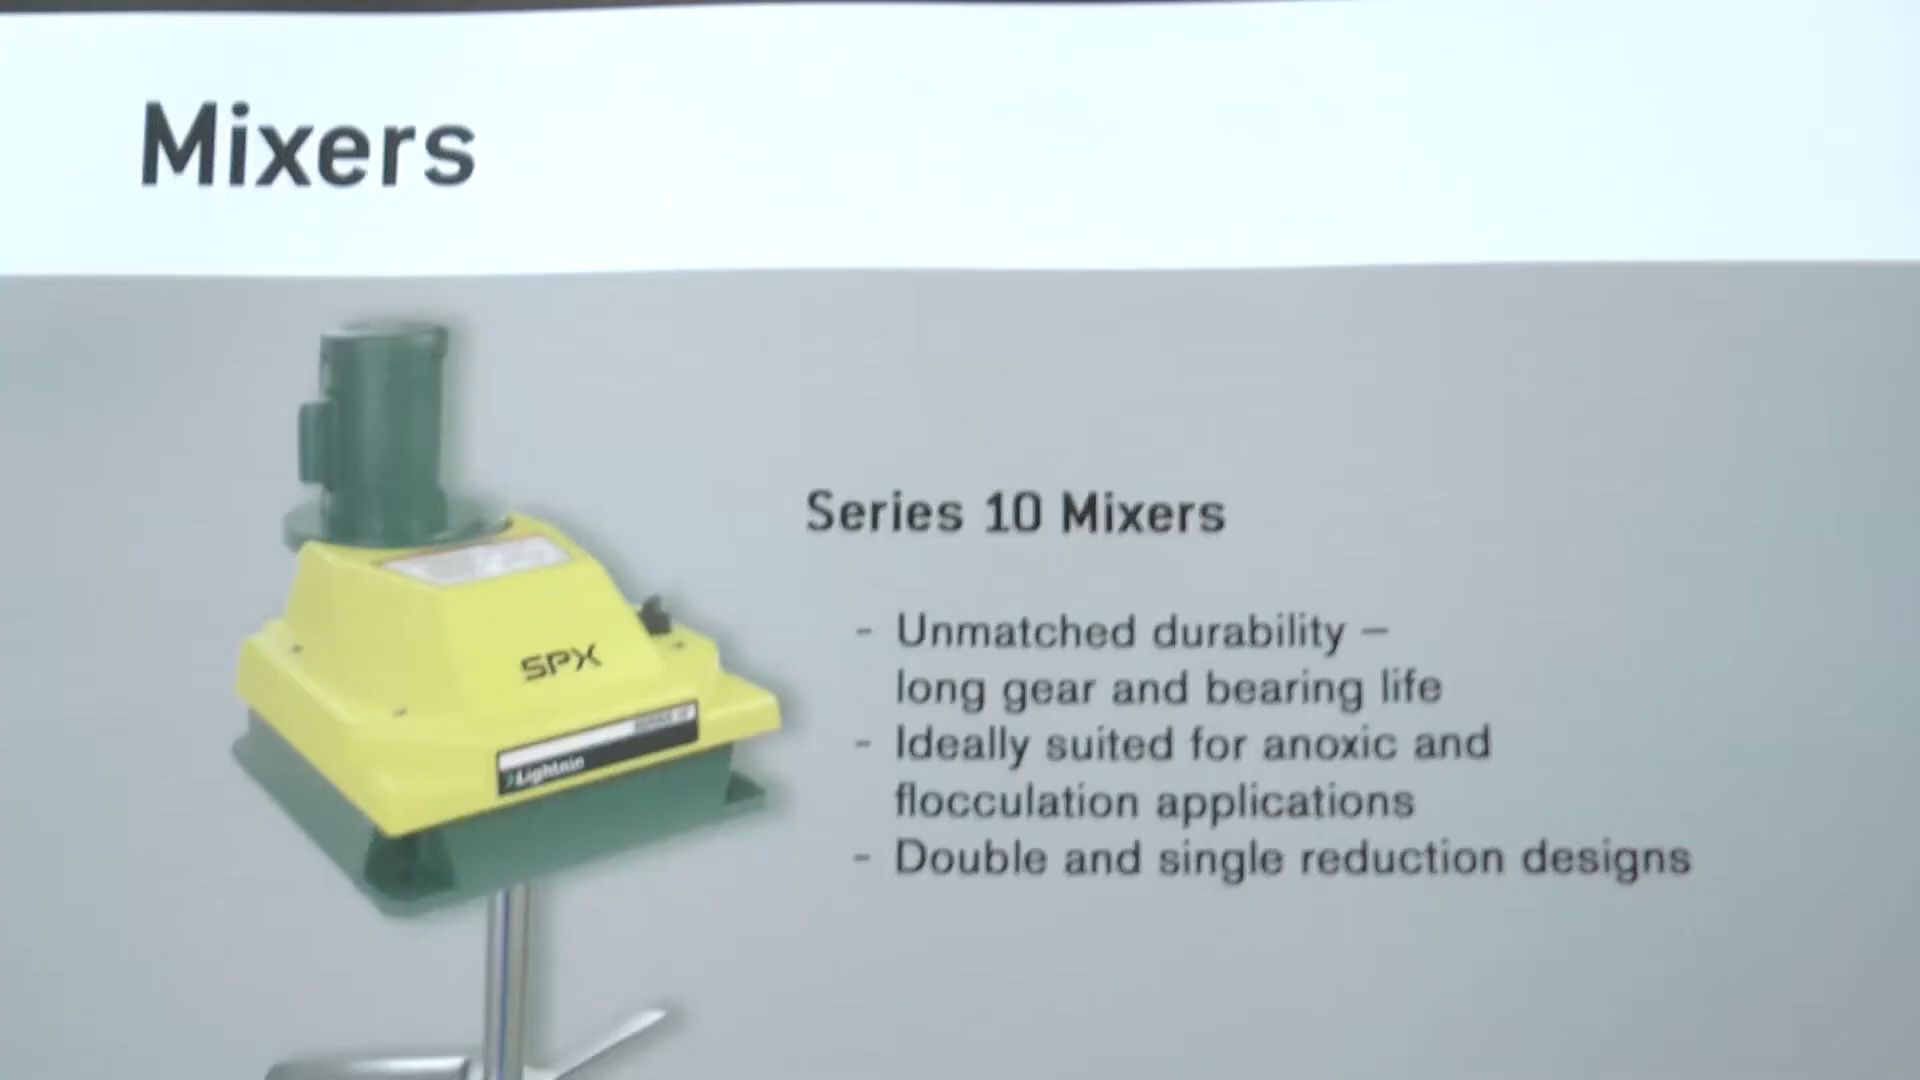 Mixers
SPX
Lightnin
Series 10 Mixers
- Unmatched durability –
long gear and bearing life
- Ideally suited for anoxic and
flocculation applications
- Double and single reduction designs